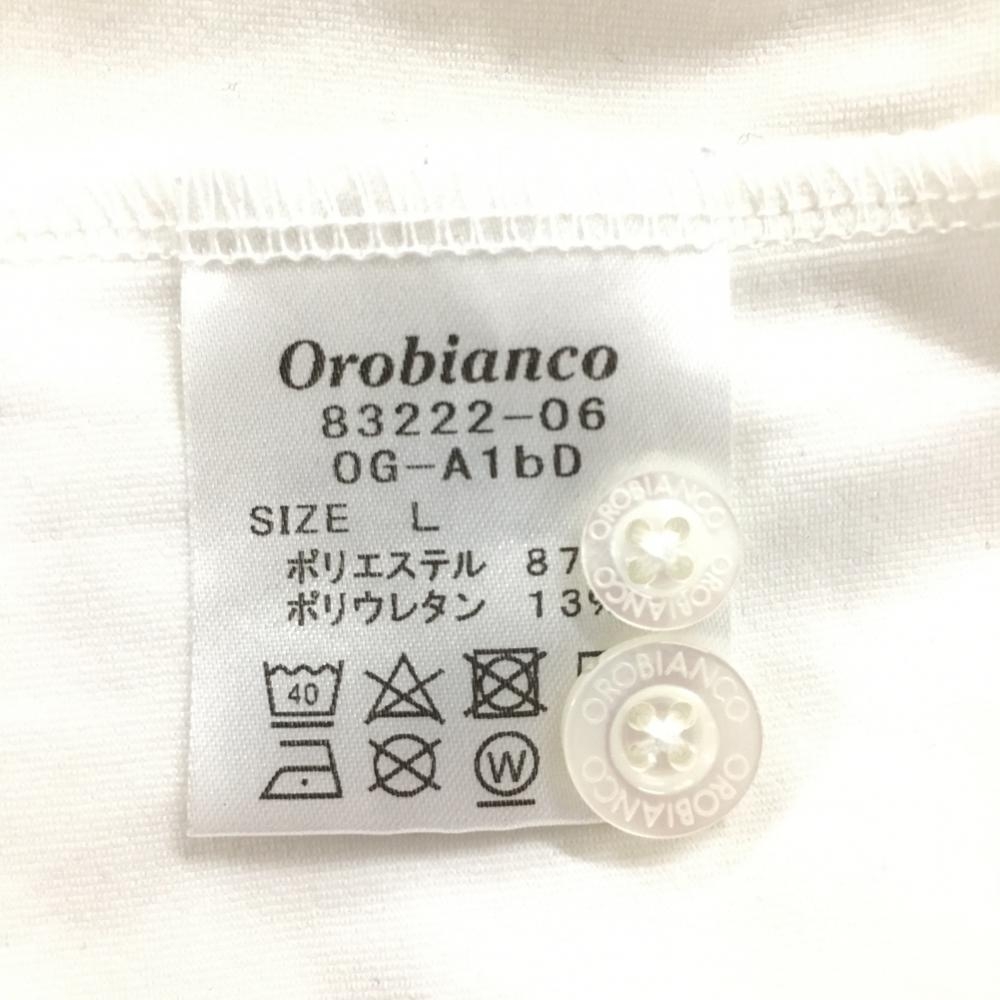 Orobianco
83222-06
OG-A1bD
SIZE L
ポリエステル 87
ポリウレタン 13%
40
W
OROBIANCO
OROBIANCO
OROBIANCO
OROBIANCO